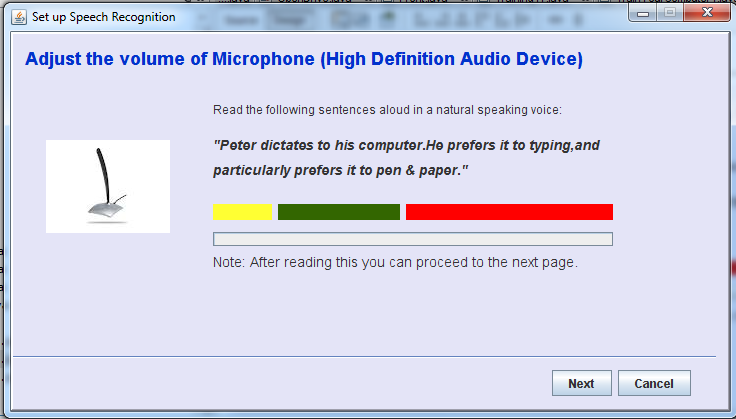 Set up Speech Recognition
Adjust the volume of Microphone (High Definition Audio Device)
Read the following sentences aloud in a natural speaking voice:
"Peter dictates to his computer.He prefers it to typing,and
particularly prefers it to pen & paper."
Note: After reading this you can proceed to the next page.
Next
Cancel